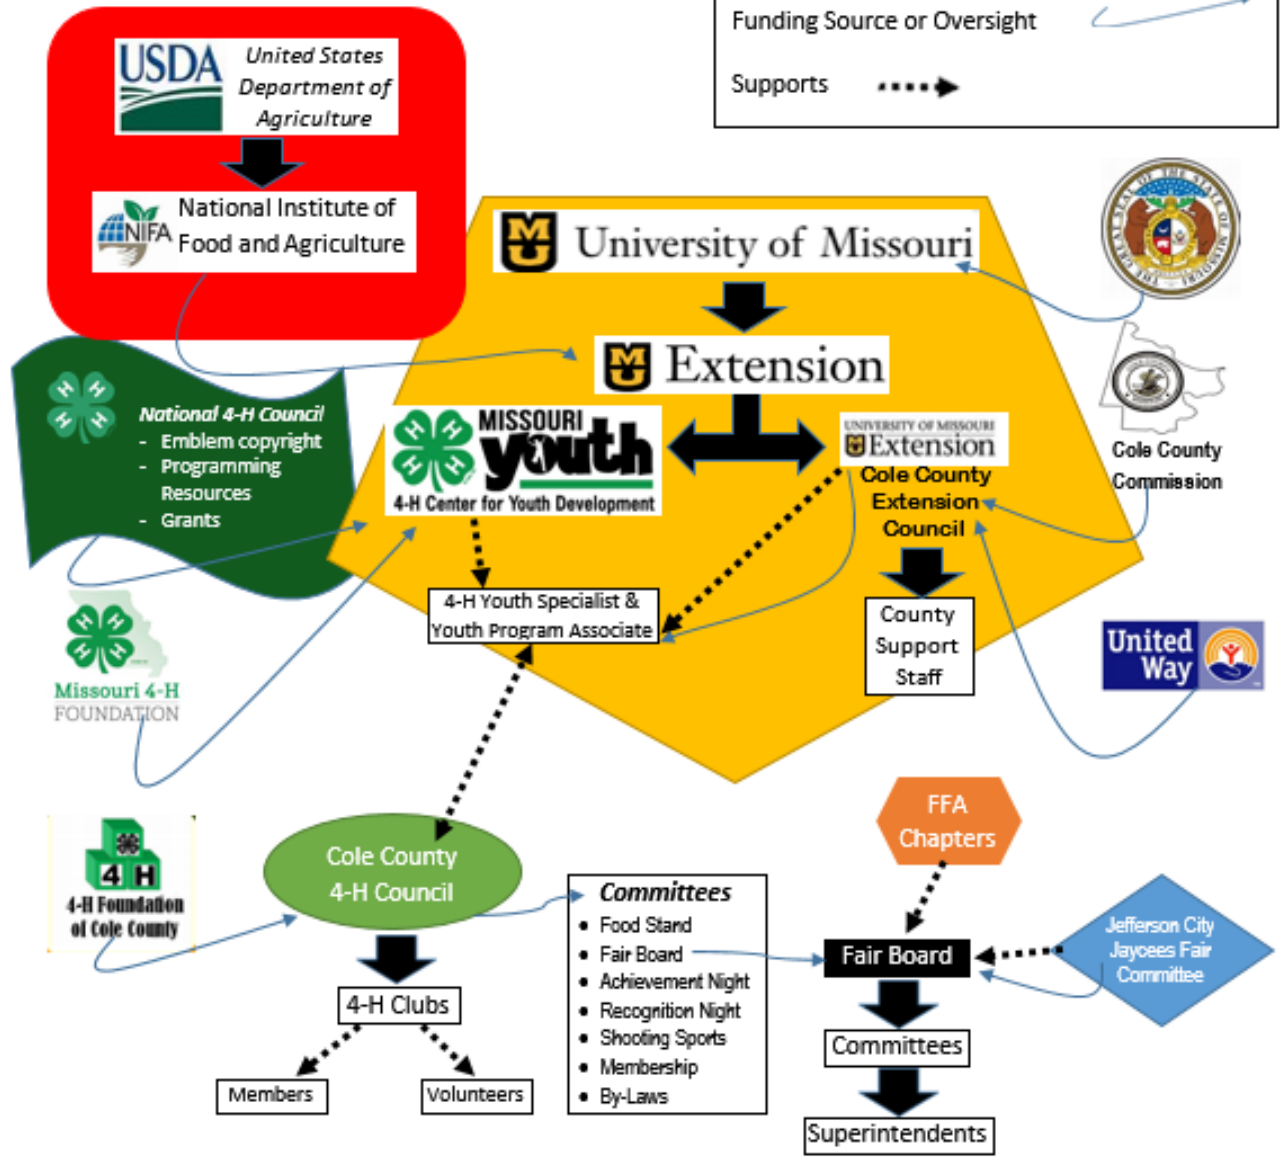 Funding Source or Oversight
Supports
USDA
United States
Department of
Agriculture
NIFA
National Institute of
Food and Agriculture
University of Missouri
Extension
National 4-H Council
- Emblem copyright
- Programming
Resources
- Grants
H H
H H
MISSOURI
youth
4-H Center for Youth Development
UNIVERSITY OF MISSOURI
Extension
Cole County
Extension
Council
Cole County
Commission
4-H Youth Specialist &
Youth Program Associate
County
Support
Staff
United
Way
Missouri 4-H
FOUNDATION
4 H
4-H Foundation
of Cole County
Cole County
4-H Council
4-H Clubs
Members
Volunteers
Committees
• Food Stand
• Fair Board
• Achievement Night
• Recognition Night
• Shooting Sports
• Membership
• By-Laws
FFA
Chapters
Fair Board
Jefferson City
Jaycees Fair
Committee
Committees
Superintendents